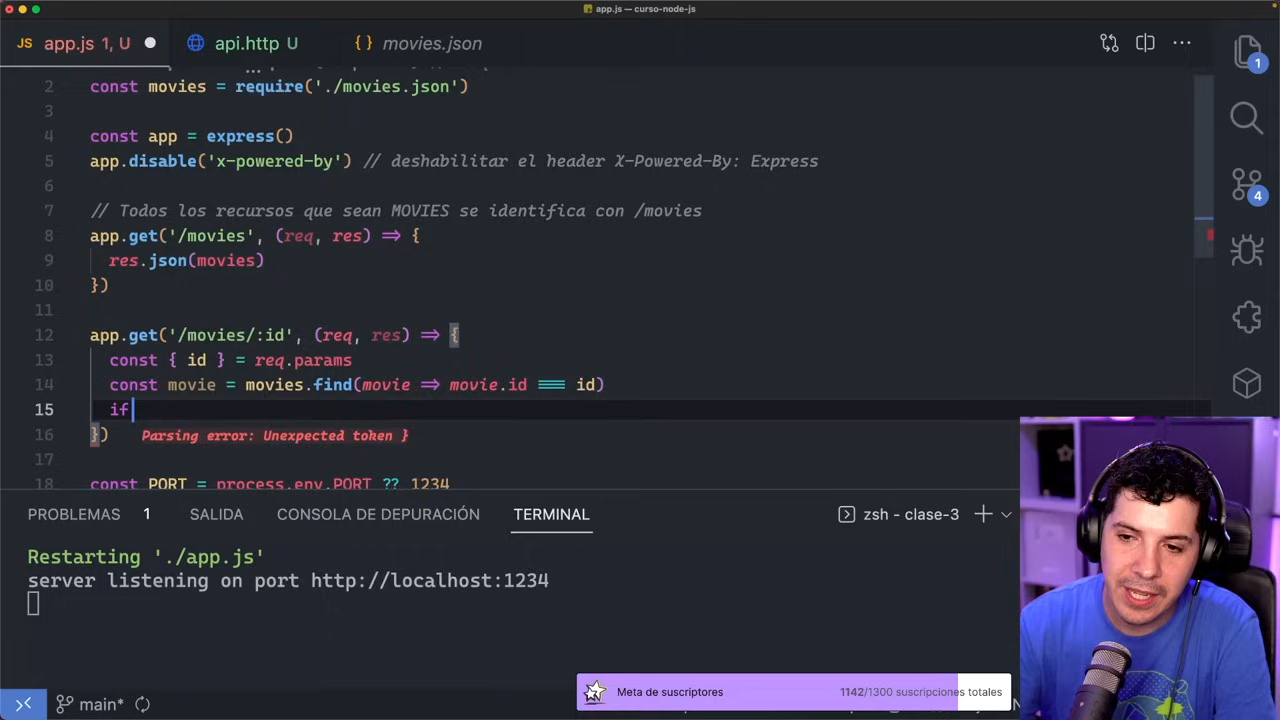 app.js — curso-node-js
JS app.js 1, U
api.http U
{} movies.json
2 const movies = require('./movies.json')
3
4 const app = express()
5 app.disable('x-powered-by') // deshabilitar el header X-Powered-By: Express
6
7 // Todos los recursos que sean MOVIES se identifica con /movies
8 app.get('/movies', (req, res) => {
9 res.json(movies)
10 })
11
12 app.get('/movies/:id', (req, res) => {
13 const { id } = req.params
14 const movie = movies.find(movie => movie.id === id)
15 if
16 }) Parsing error: Unexpected token }
17
18 const PORT = process.env.PORT ?? 1234
1
4
PROBLEMAS 1 SALIDA CONSOLA DE DEPURACIÓN TERMINAL
zsh - clase-3
Restarting './app.js'
server listening on port http://localhost:1234
Meta de suscriptores 1142/1300 suscripciones totales
main*